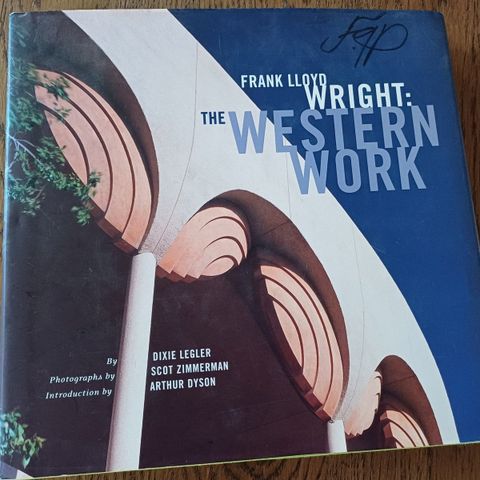 FRANK LLOYD
WRIGHT:
THE WESTERN
WORK
By DIXIE LEGLER
Photographs by SCOT ZIMMERMAN
Introduction by ARTHUR DYSON